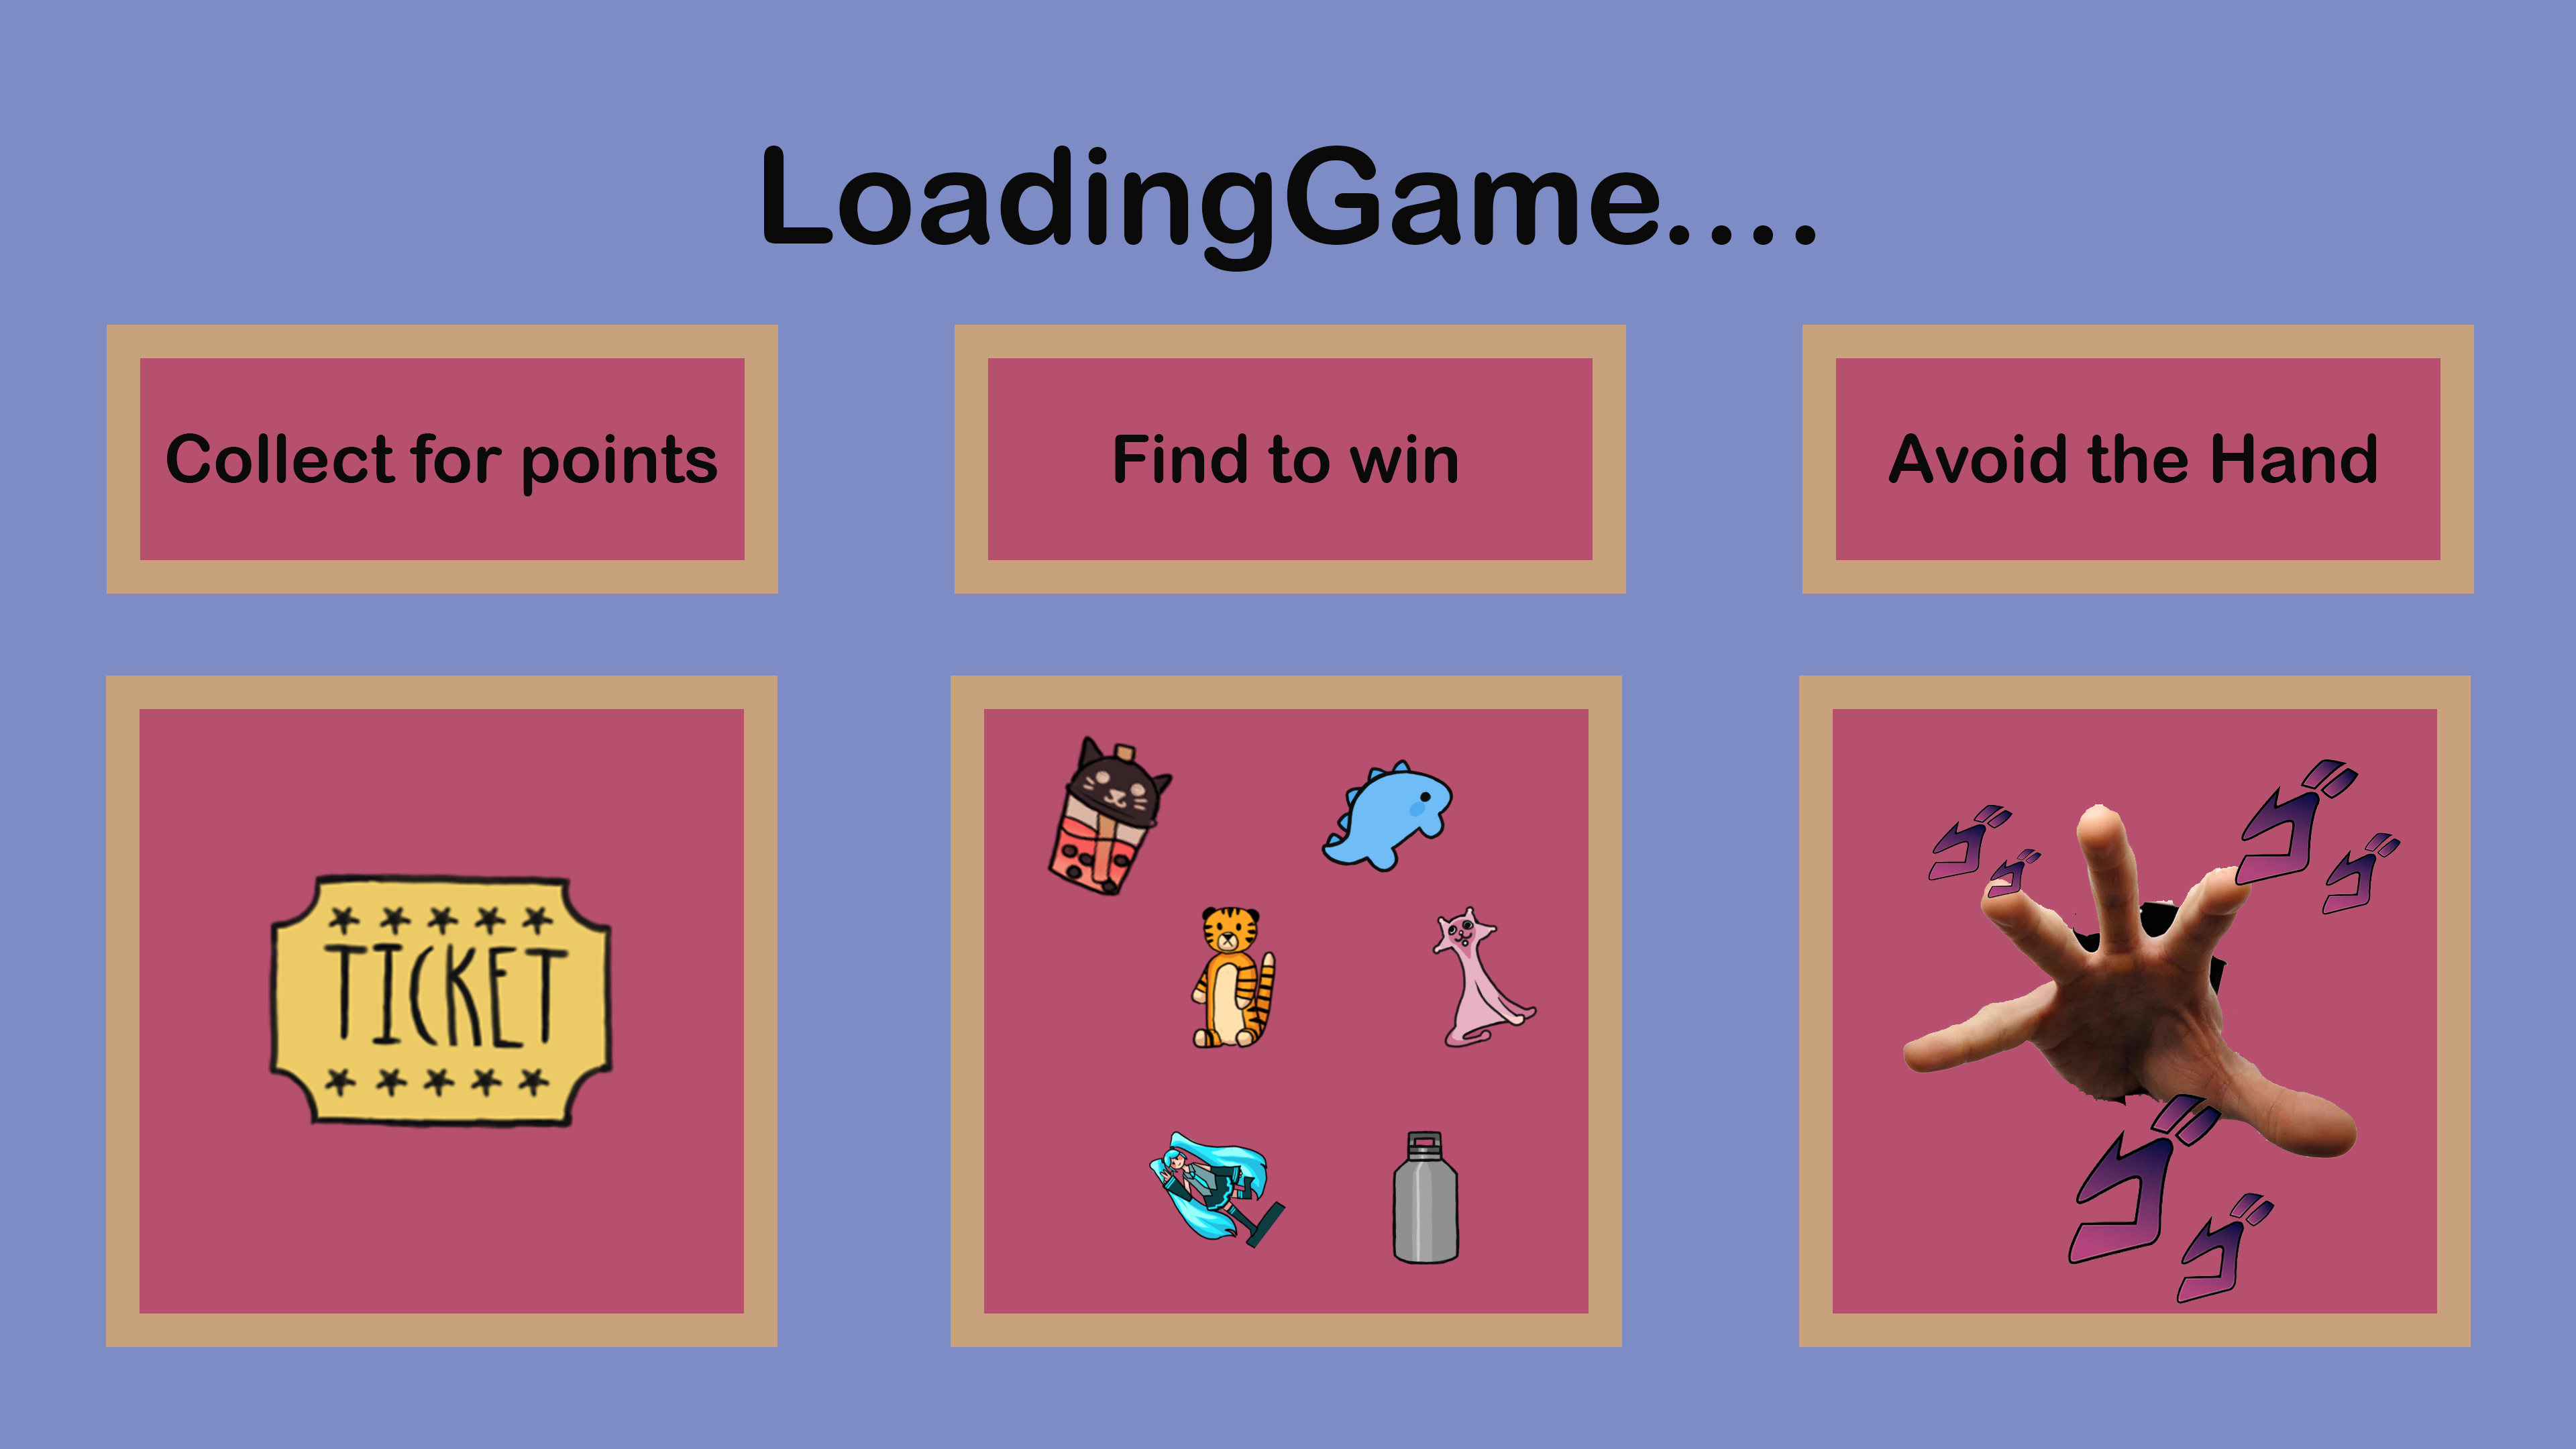 LoadingGame....
Collect for points
Find to win
Avoid the Hand
TICKET
ゴ
ゴ
ゴ
ゴ
ゴ
ゴ